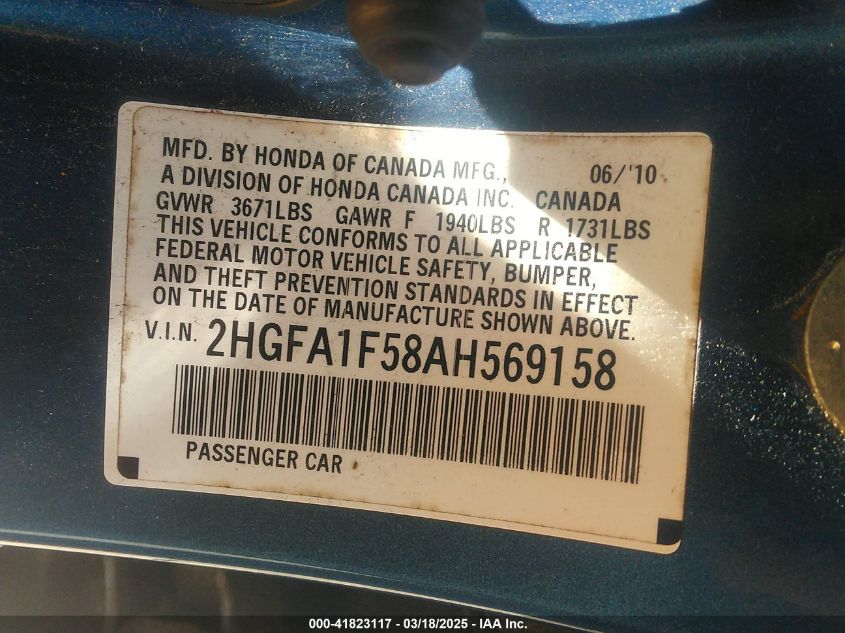 MFD. BY HONDA OF CANADA MFG., 06/'10
A DIVISION OF HONDA CANADA INC. CANADA
GVWR 3671LBS GAWR F 1940LBS R 1731LBS
THIS VEHICLE CONFORMS TO ALL APPLICABLE
FEDERAL MOTOR VEHICLE SAFETY, BUMPER,
AND THEFT PREVENTION STANDARDS IN EFFECT
ON THE DATE OF MANUFACTURE SHOWN ABOVE.
V.I.N. 2HGFA1F58AH569158
PASSENGER CAR
000-41823117 - 03/18/2025 - IAA Inc.